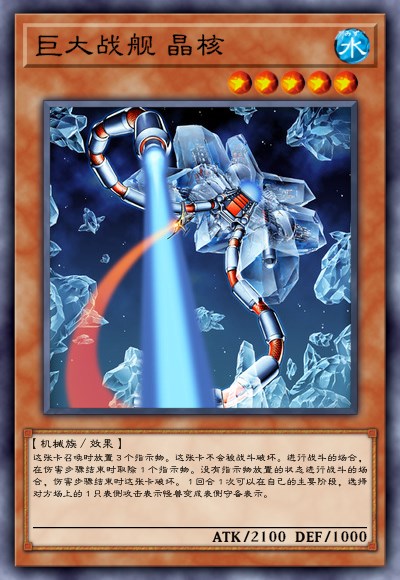 巨大战舰 晶核
水
【机械族／效果】
这张卡召唤时放置3个指示物。这张卡不会被战斗破坏。进行战斗的场合，
在伤害步骤结束时取除1个指示物。没有指示物放置的状态进行战斗的场
合，伤害步骤结束时这张卡破坏。1回合1次可以在自己的主要阶段，选择
对方场上的1只表侧攻击表示怪兽变成表侧守备表示。
ATK/2100 DEF/1000